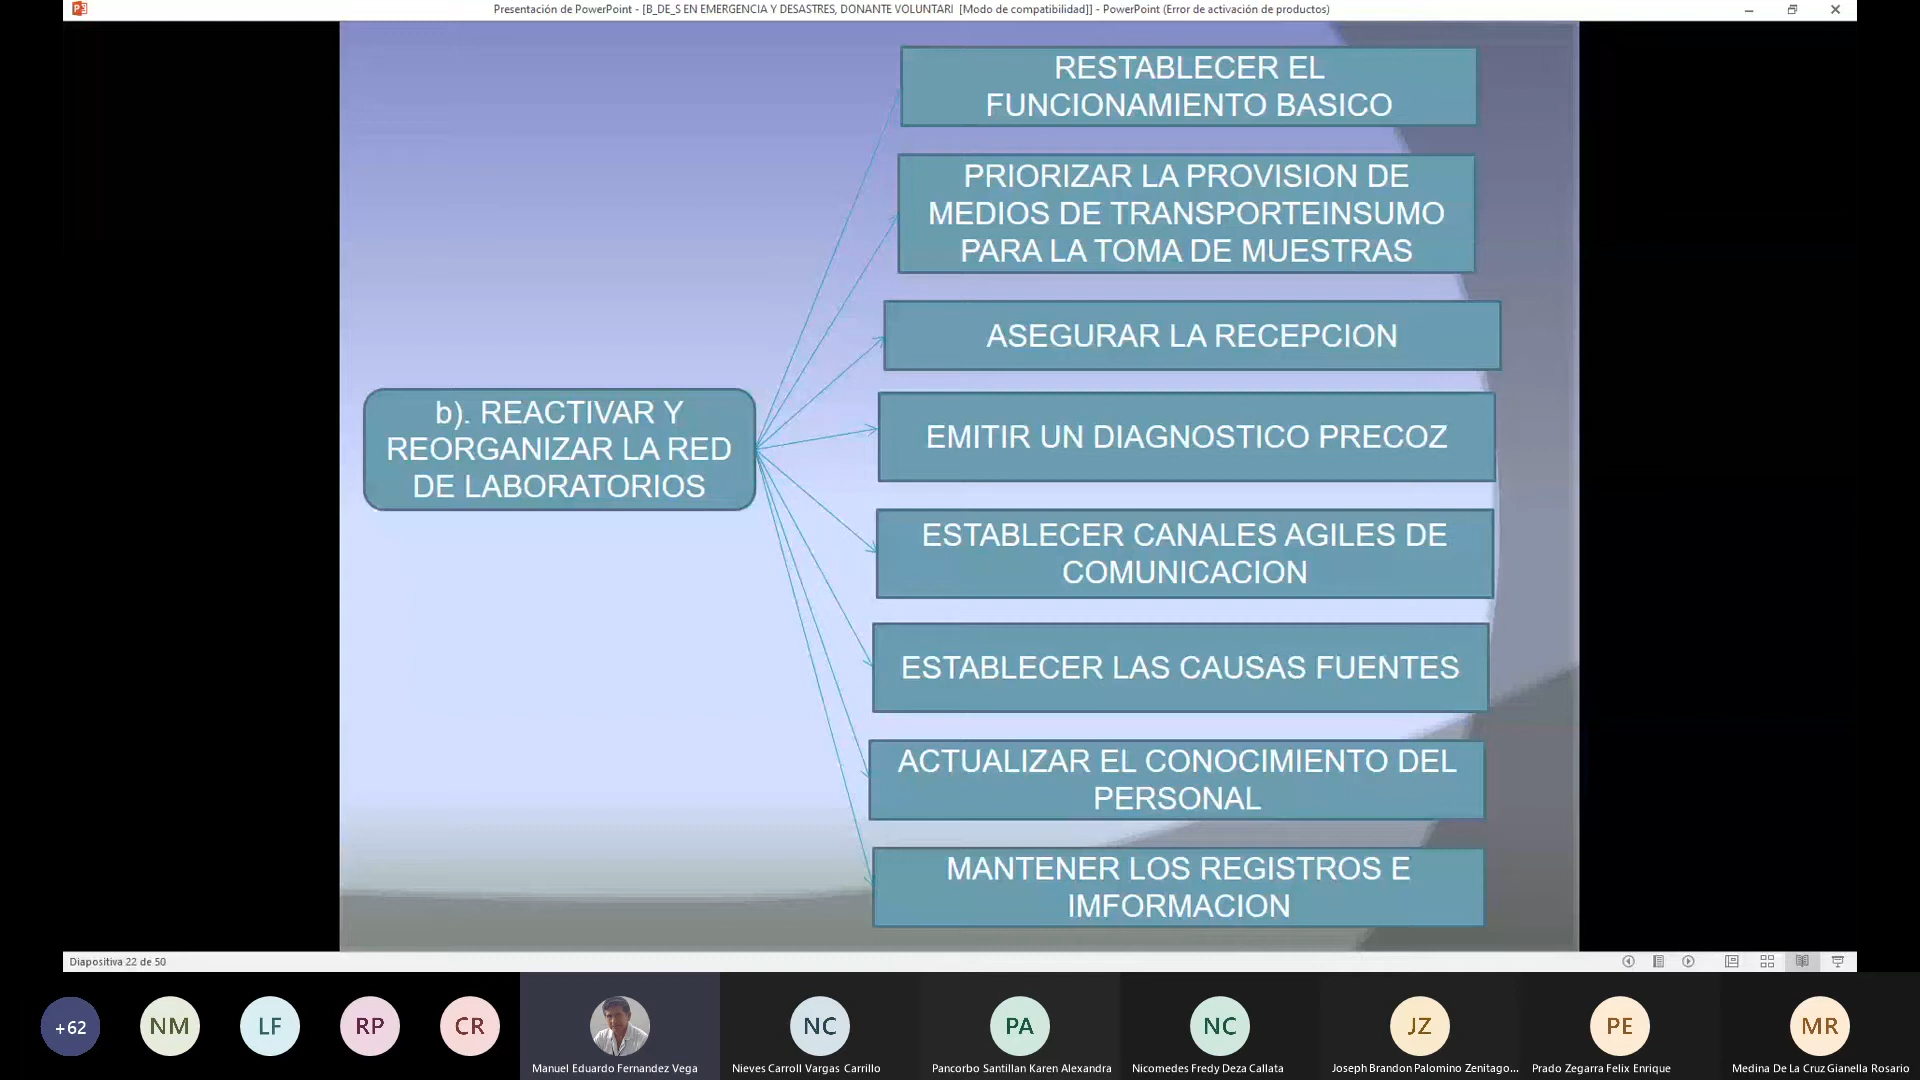 Presentación de PowerPoint - [B_DE_S EN EMERGENCIA Y DESASTRES, DONANTE VOLUNTARI [Modo de compatibilidad]] - PowerPoint (Error de activación de productos)
RESTABLECER EL
FUNCIONAMIENTO BASICO
PRIORIZAR LA PROVISION DE
MEDIOS DE TRANSPORTEINSUMO
PARA LA TOMA DE MUESTRAS
ASEGURAR LA RECEPCION
b). REACTIVAR Y
REORGANIZAR LA RED
DE LABORATORIOS
EMITIR UN DIAGNOSTICO PRECOZ
ESTABLECER CANALES AGILES DE
COMUNICACION
ESTABLECER LAS CAUSAS FUENTES
ACTUALIZAR EL CONOCIMIENTO DEL
PERSONAL
MANTENER LOS REGISTROS E
IMFORMACION
Diapositiva 22 de 50
+62
NM
LF
RP
CR
NC
PA
NC
JZ
PE
MR
Manuel Eduardo Fernandez Vega
Nieves Carroll Vargas Carrillo
Pancorbo Santillan Karen Alexandra
Nicomedes Fredy Deza Callata
Joseph Brandon Palomino Zenitago...
Prado Zegarra Felix Enrique
Medina De La Cruz Gianella Rosario